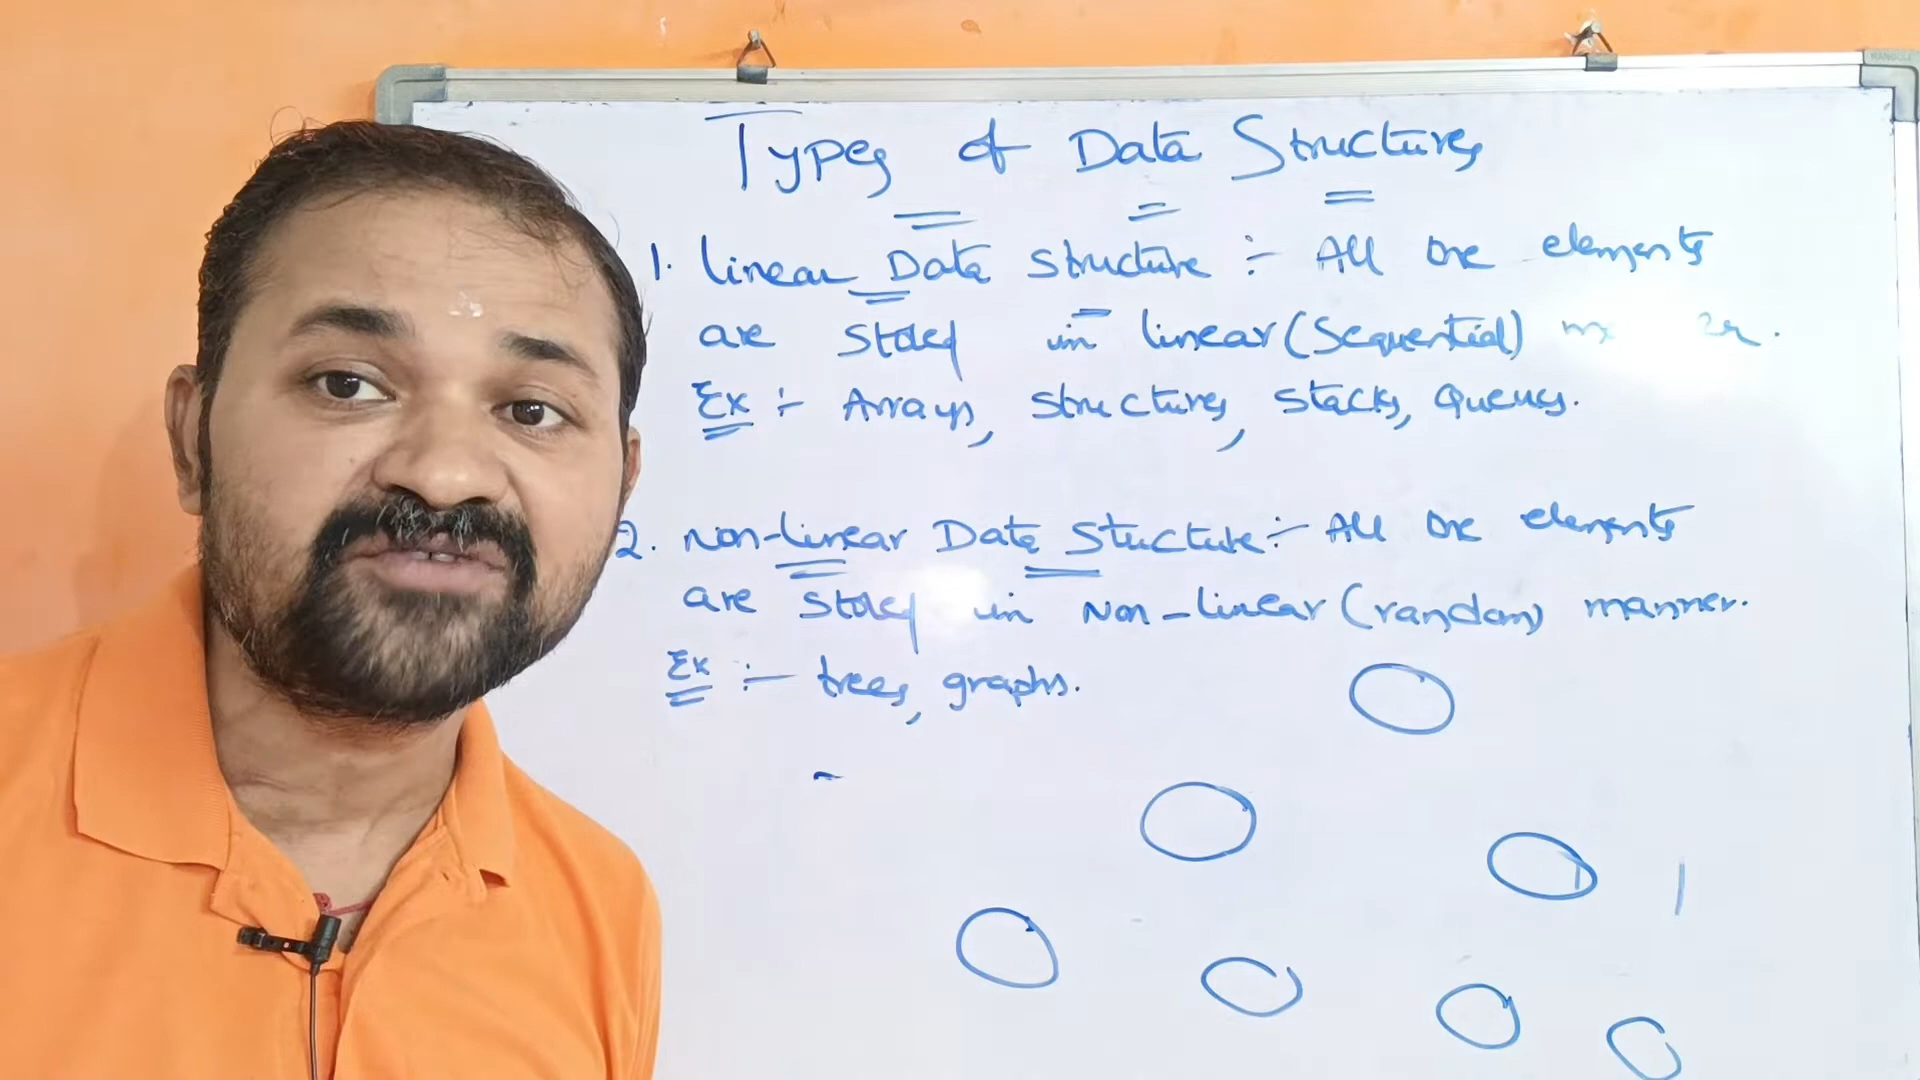 Types of Data Structures
1. Linear Data Structure :- All the elements
are stored in linear (sequential)
Ex :- Arrays, structures, stacks, Queues.
2. Non-linear Data Structure :- All the elements
are stored in Non-linear (random) manner.
Ex :- trees, graphs.